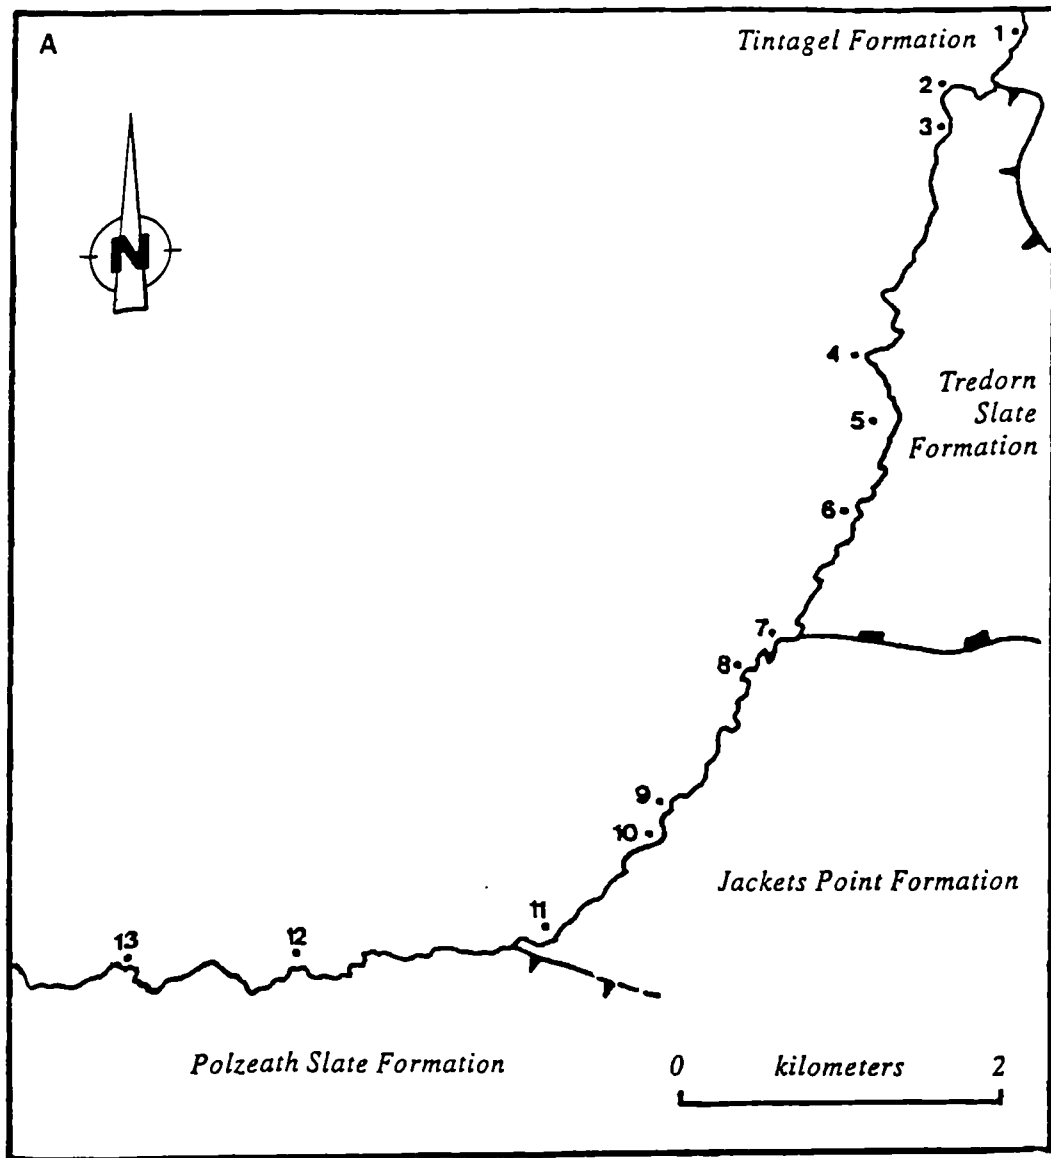 A
Tintagel Formation
1
2
3
N
4
Tredorn
Slate
Formation
5
6
7
8
9
10
Jackets Point Formation
11
12
13
Polzeath Slate Formation
0 kilometers 2